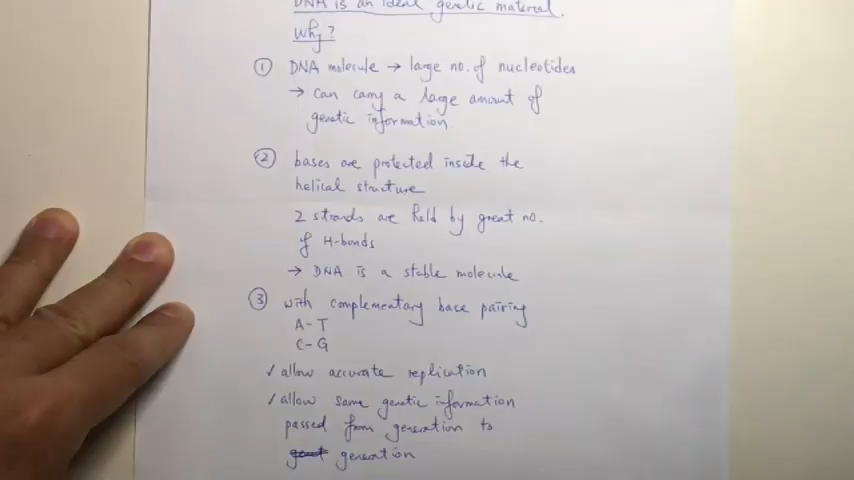 DNA is an ideal genetic material.
Why?
① DNA molecule → large no. of nucleotides
→ can carry a large amount of
genetic information
② bases are protected inside the
helical structure
2 strands are held by great no.
of H-bonds
→ DNA is a stable molecule
③ with complementary base pairing
A-T
C-G
✓ allow accurate replication
✓ allow same genetic information
passed from generation to
generation